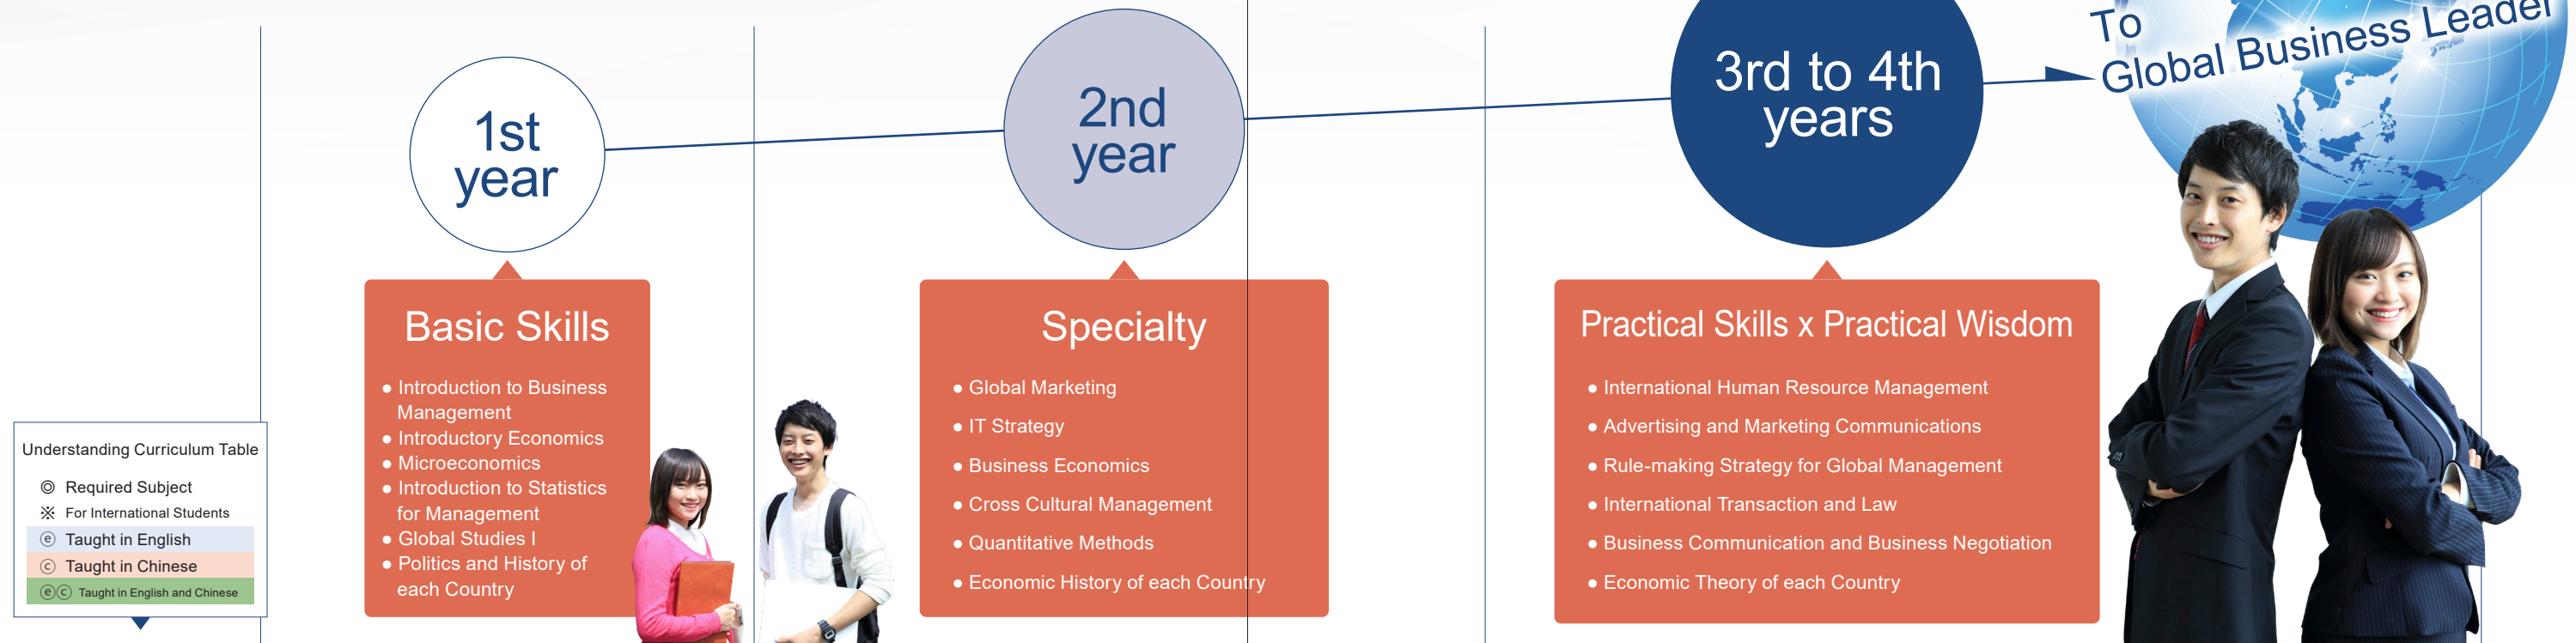 To
Global Business Leader
1st
year
2nd
year
3rd to 4th
years
Basic Skills
● Introduction to Business
Management
● Introductory Economics
● Microeconomics
● Introduction to Statistics
for Management
● Global Studies I
● Politics and History of
each Country
Specialty
● Global Marketing
● IT Strategy
● Business Economics
● Cross Cultural Management
● Quantitative Methods
● Economic History of each Country
Practical Skills x Practical Wisdom
● International Human Resource Management
● Advertising and Marketing Communications
● Rule-making Strategy for Global Management
● International Transaction and Law
● Business Communication and Business Negotiation
● Economic Theory of each Country
Understanding Curriculum Table
◎ Required Subject
※ For International Students
ⓔ Taught in English
ⓒ Taught in Chinese
ⓔⓒ Taught in English and Chinese